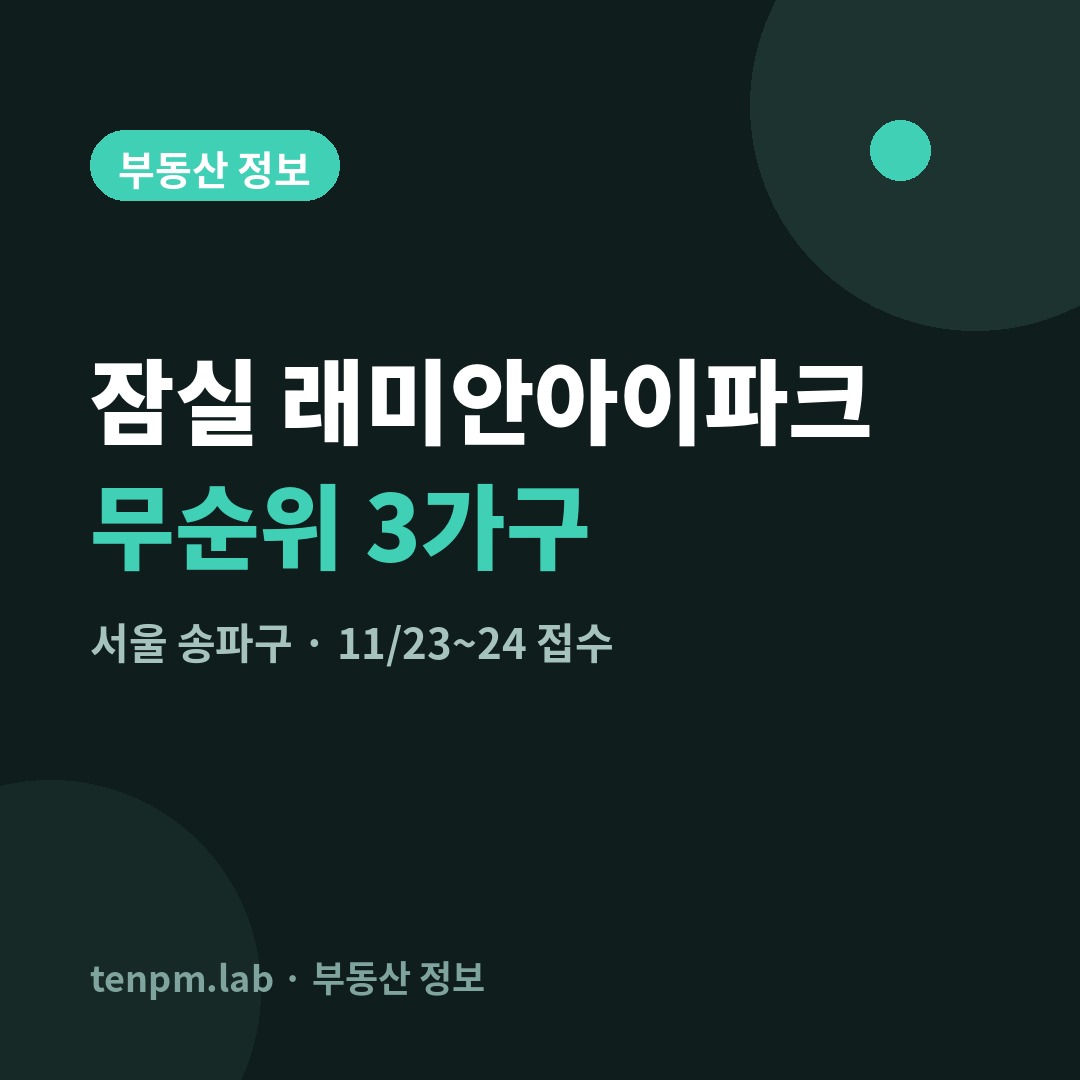 부동산 정보
잠실 래미안아이파크
무순위 3가구
서울 송파구 · 11/23~24 접수
tenpm.lab · 부동산 정보